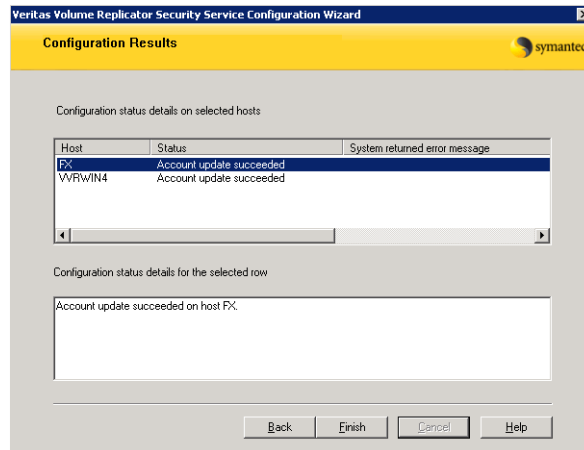 Veritas Volume Replicator Security Service Configuration Wizard
Configuration Results
symantec
Configuration status details on selected hosts
Host Status System returned error message
FX Account update succeeded
VVRWIN4 Account update succeeded
Configuration status details for the selected row
Account update succeeded on host FX.
Back Finish Cancel Help